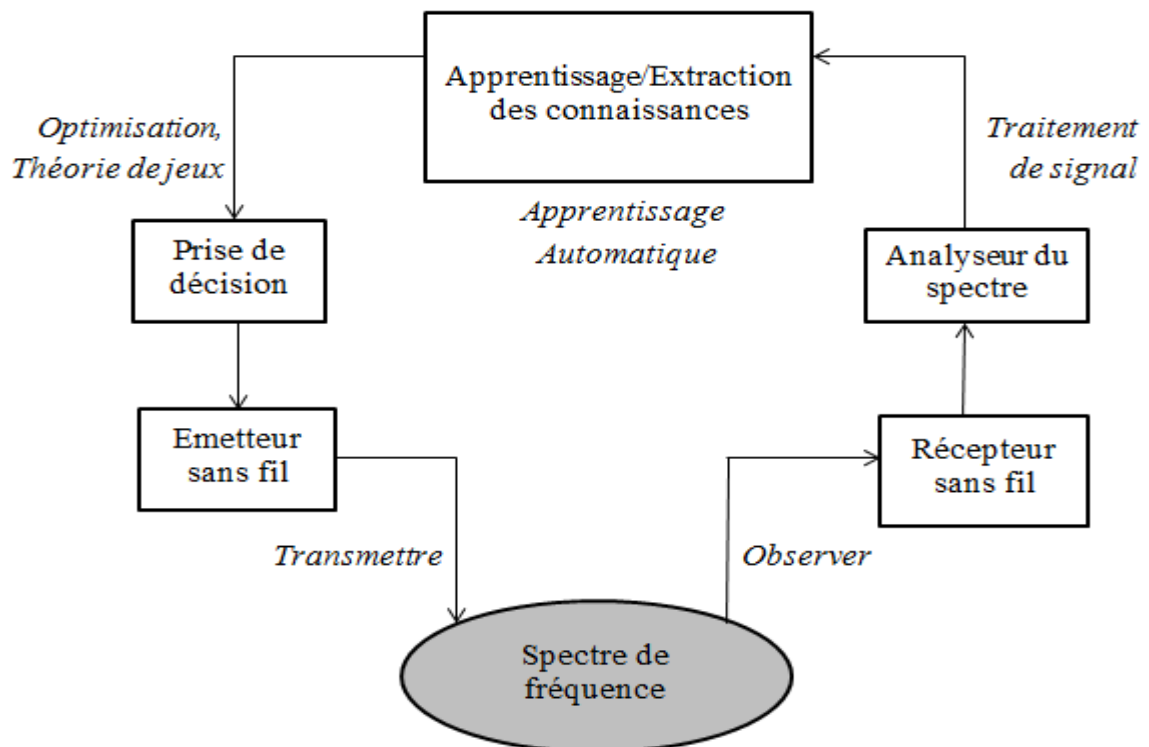 Apprentissage/Extraction
des connaissances
Optimisation,
Théorie de jeux
Traitement
de signal
Apprentissage
Automatique
Prise de
décision
Analyseur du
spectre
Emetteur
sans fil
Récepteur
sans fil
Transmettre
Observer
Spectre de
fréquence